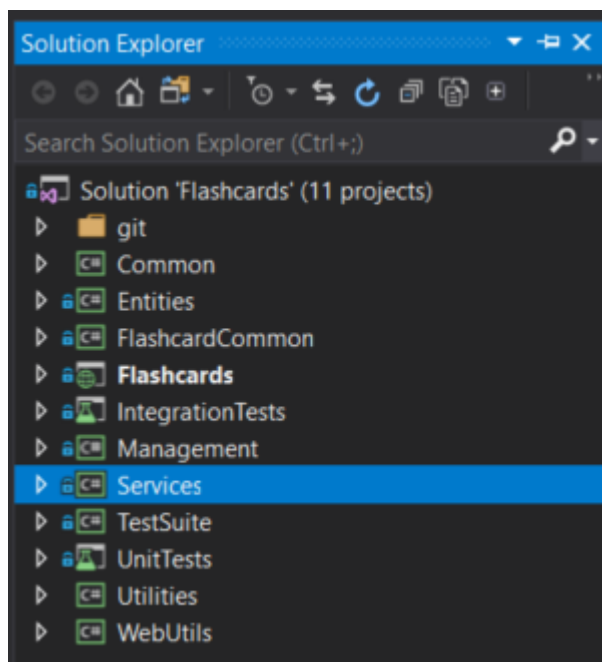 Solution Explorer
Search Solution Explorer (Ctrl+;)
Solution 'Flashcards' (11 projects)
git
C# Common
C# Entities
C# FlashcardCommon
Flashcards
IntegrationTests
C# Management
C# Services
C# TestSuite
UnitTests
C# Utilities
C# WebUtils